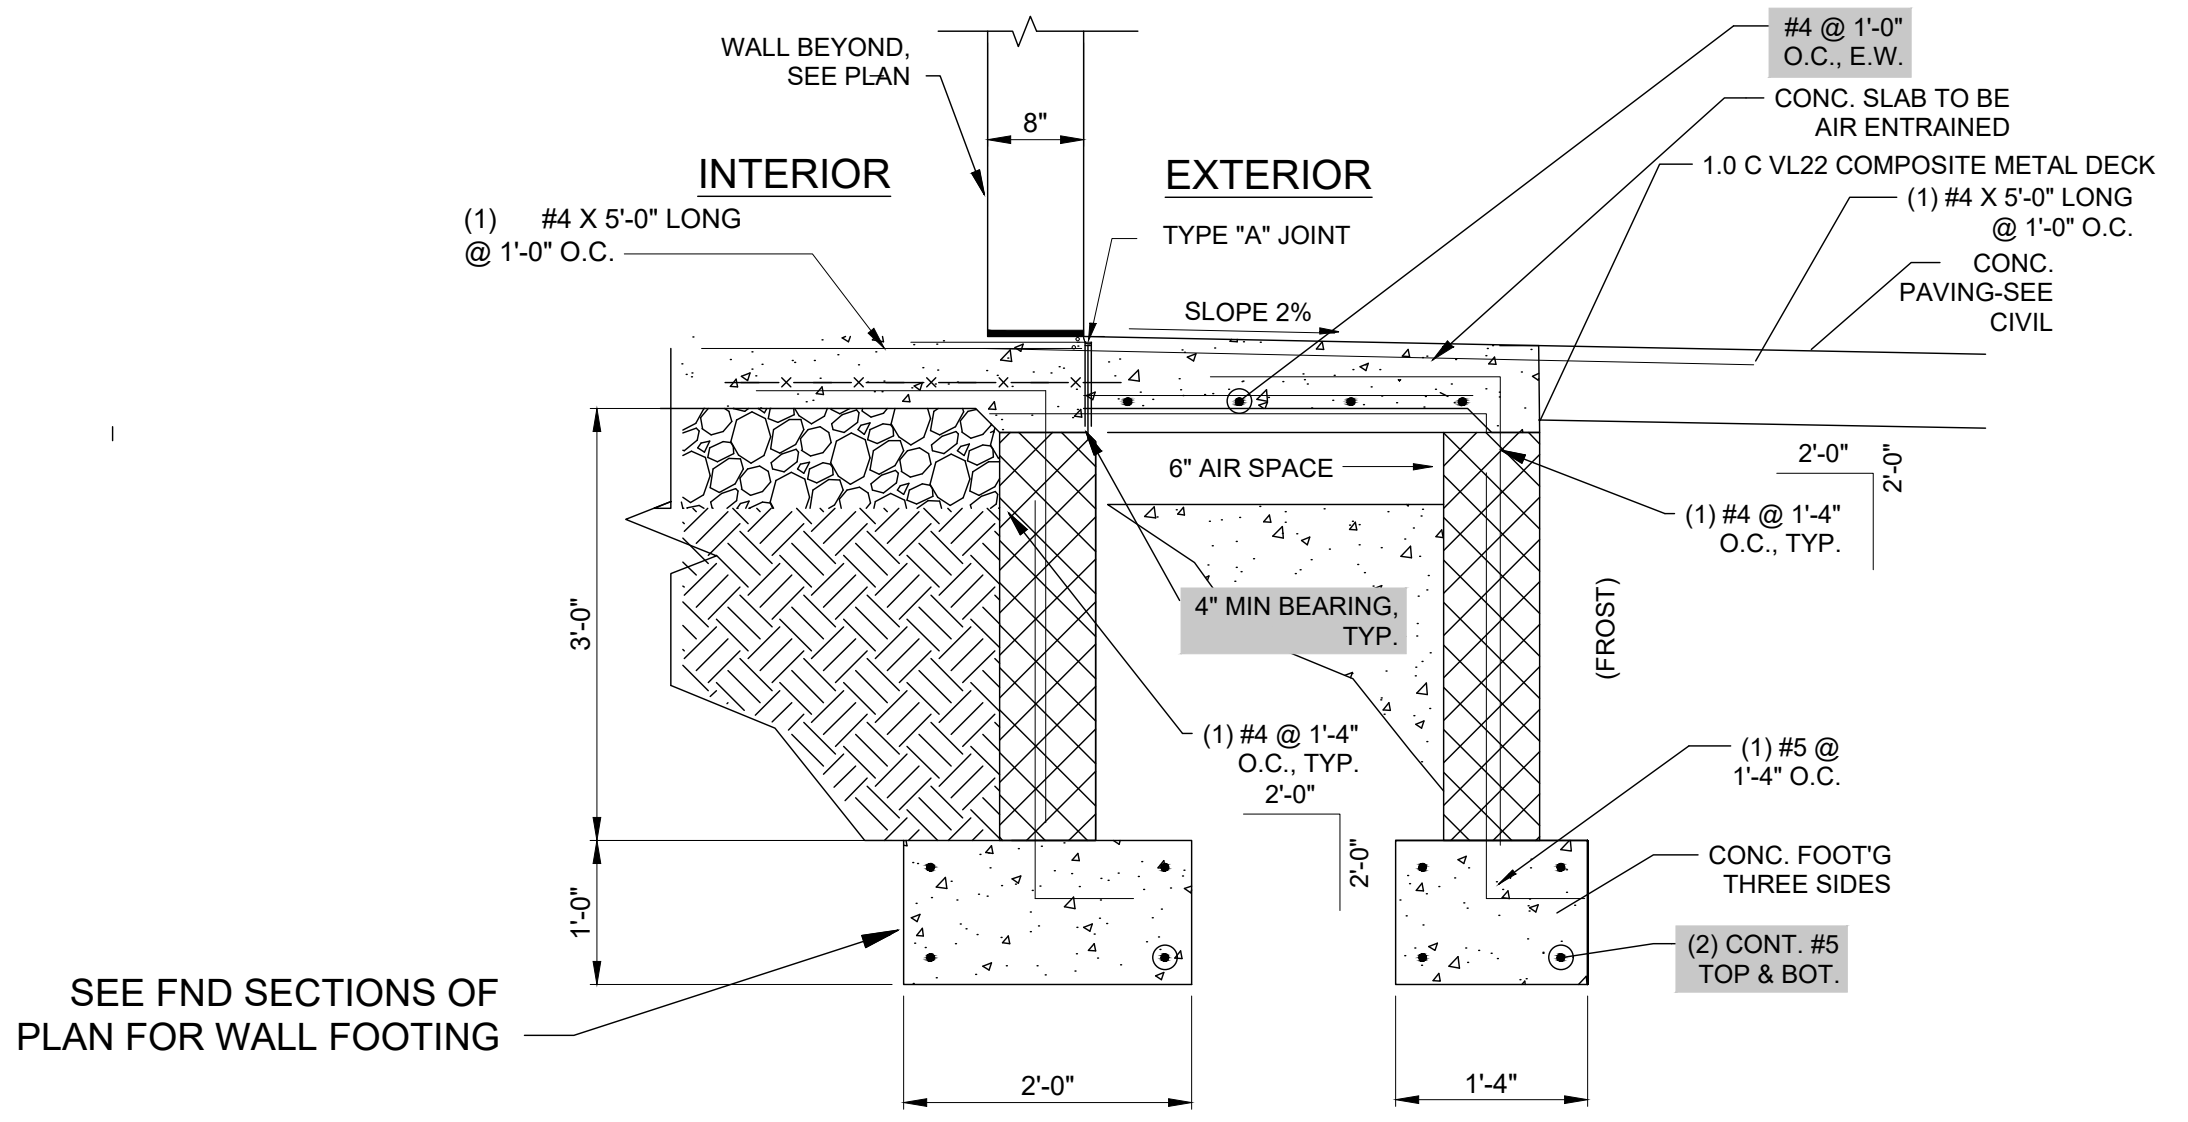 WALL BEYOND,
SEE PLAN
8"
#4 @ 1'-0"
O.C., E.W.
CONC. SLAB TO BE
AIR ENTRAINED
1.0 C VL22 COMPOSITE METAL DECK
INTERIOR
EXTERIOR
(1) #4 X 5'-0" LONG
@ 1'-0" O.C.
(1) #4 X 5'-0" LONG
@ 1'-0" O.C.
TYPE "A" JOINT
CONC.
PAVING-SEE
CIVIL
SLOPE 2%
6" AIR SPACE
2'-0"
2'-0"
(1) #4 @ 1'-4"
O.C., TYP.
3'-0"
4" MIN BEARING,
TYP.
(FROST)
(1) #4 @ 1'-4"
O.C., TYP.
2'-0"
2'-0"
(1) #5 @
1'-4" O.C.
CONC. FOOT'G
THREE SIDES
1'-0"
(2) CONT. #5
TOP & BOT.
SEE FND SECTIONS OF
PLAN FOR WALL FOOTING
2'-0"
1'-4"